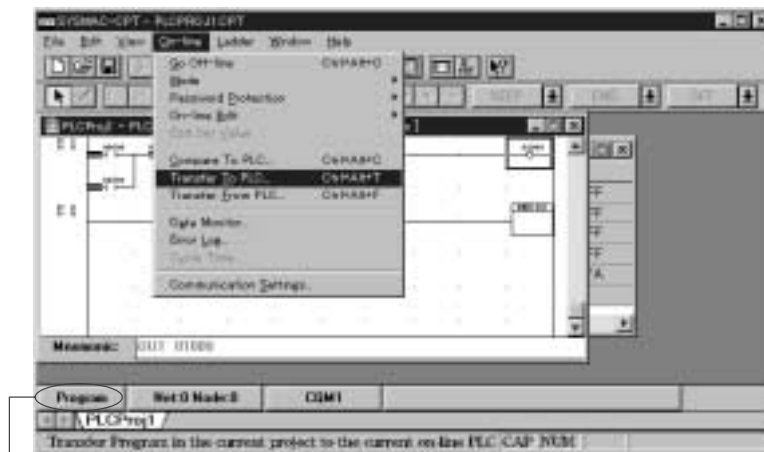 SYSMAC-CPT - PLCPROJ1.CPT
File Edit View On-line Ladder Window Help
Go Off-line Ctrl+Alt+O
Mode
Password Protection
On-line Edit
Compare To PLC... Ctrl+Alt+C
Transfer To PLC... Ctrl+Alt+T
Transfer From PLC... Ctrl+Alt+F
Data Monitor...
Error Log...
Cycle Time...
Communication Settings...
Mnemonic: OUT 01000
Program Net:0 Node:0 CQM1
PLCProj1
Transfer Program in the current project to the current on-line PLC CAP NUM